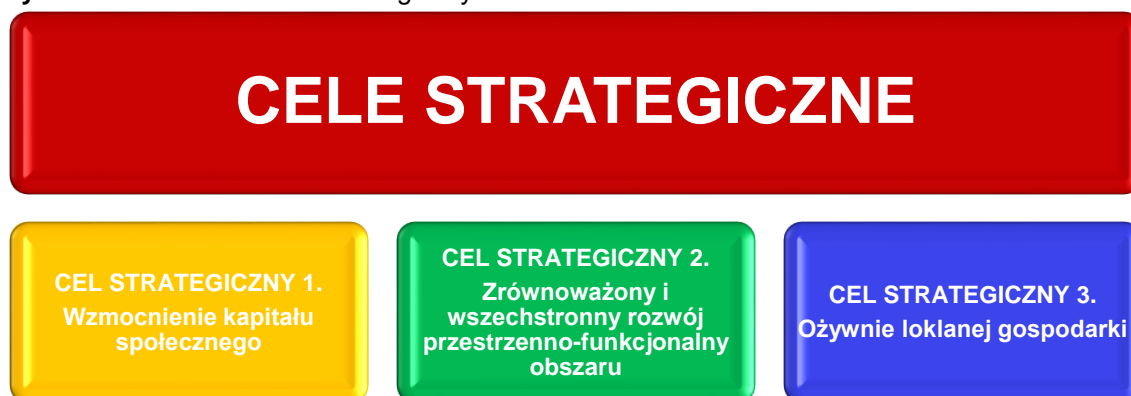 CELE STRATEGICZNE
CEL STRATEGICZNY 1.
Wzmocnienie kapitału
społecznego
CEL STRATEGICZNY 2.
Zrównoważony i
wszechstronny rozwój
przestrzenno-funkcjonalny
obszaru
CEL STRATEGICZNY 3.
Ożywnie loklanej gospodarki